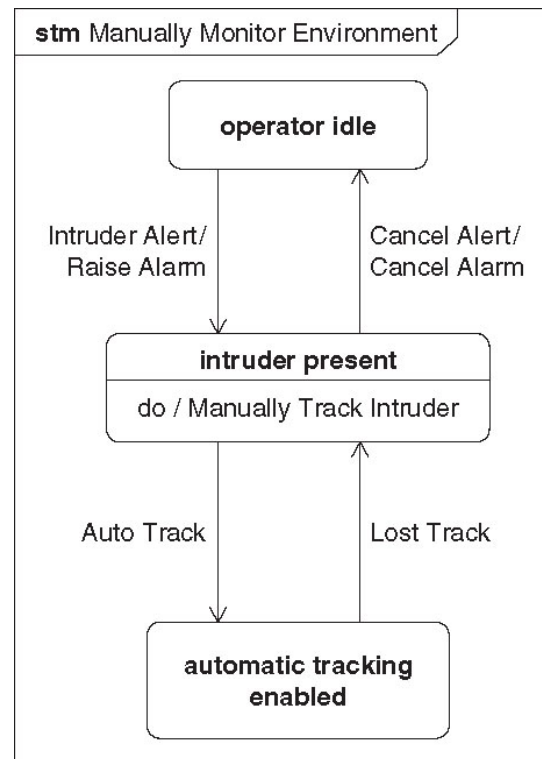 stm Manually Monitor Environment
operator idle
Intruder Alert/
Raise Alarm
Cancel Alert/
Cancel Alarm
intruder present
do / Manually Track Intruder
Auto Track
Lost Track
automatic tracking
enabled